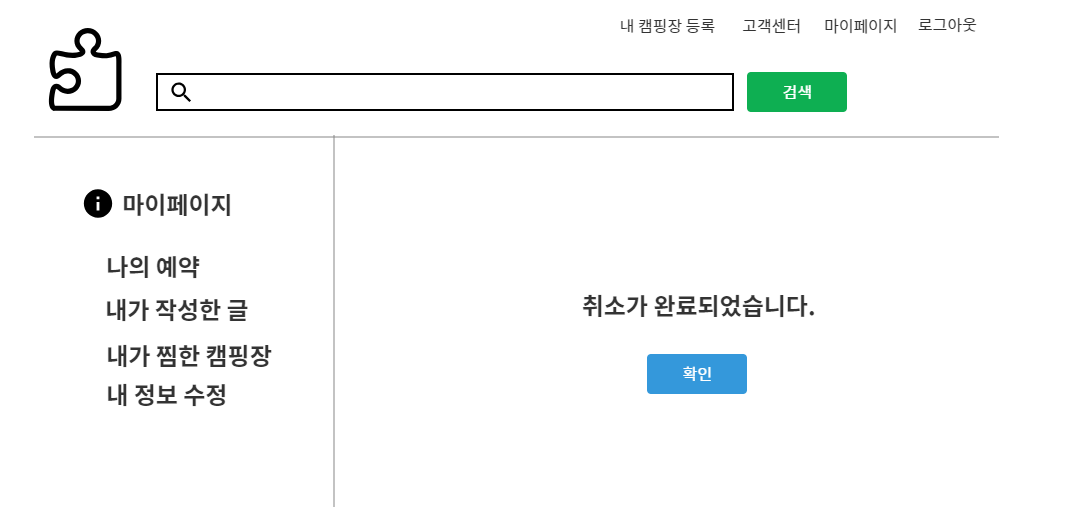 내 캠핑장 등록 고객센터 마이페이지 로그아웃
검색
마이페이지
나의 예약
내가 작성한 글
내가 찜한 캠핑장
내 정보 수정
취소가 완료되었습니다.
확인